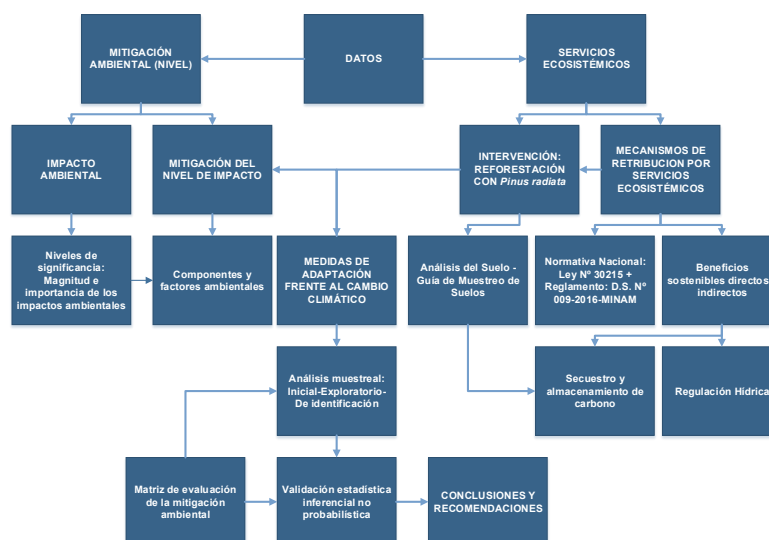 MITIGACIÓN
AMBIENTAL (NIVEL)
DATOS
SERVICIOS
ECOSISTÉMICOS
IMPACTO
AMBIENTAL
MITIGACIÓN DEL
NIVEL DE IMPACTO
INTERVENCIÓN:
REFORESTACIÓN
CON Pinus radiata
MECANISMOS DE
RETRIBUCION POR
SERVICIOS
ECOSISTÉMICOS
Niveles de
significancia:
Magnitud e
importancia de los
impactos ambientales
Componentes y
factores ambientales
MEDIDAS DE
ADAPTACIÓN
FRENTE AL CAMBIO
CLIMÁTICO
Análisis del Suelo -
Guía de Muestreo de
Suelos
Normativa Nacional:
Ley Nº 30215 +
Reglamento: D.S. Nº
009-2016-MINAM
Beneficios
sostenibles directos
indirectos
Análisis muestreal:
Inicial-Exploratorio-
De identificación
Secuestro y
almacenamiento de
carbono
Regulación Hídrica
Matriz de evaluación
de la mitigación
ambiental
Validación estadística
inferencial no
probabilística
CONCLUSIONES Y
RECOMENDACIONES